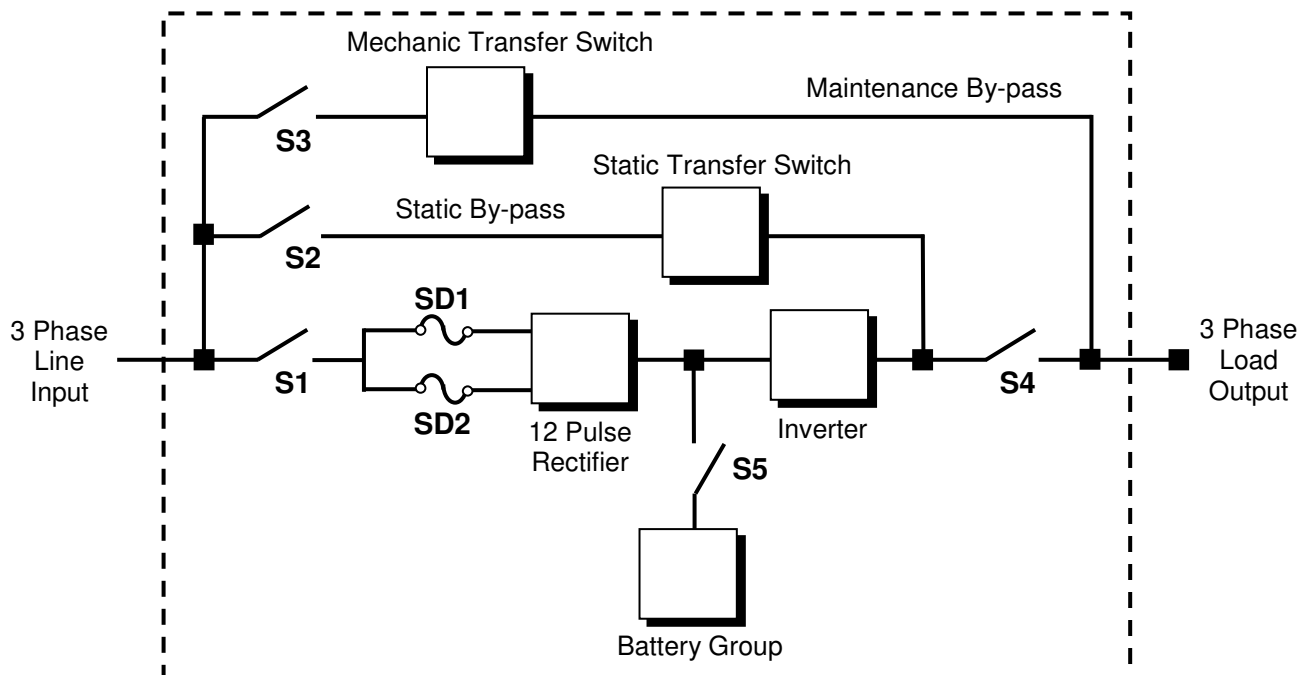 Mechanic Transfer Switch
Maintenance By-pass
S3
Static Transfer Switch
Static By-pass
S2
SD1
3 Phase
Line
Input
S1
SD2
12 Pulse
Rectifier
Inverter
S4
3 Phase
Load
Output
S5
Battery Group